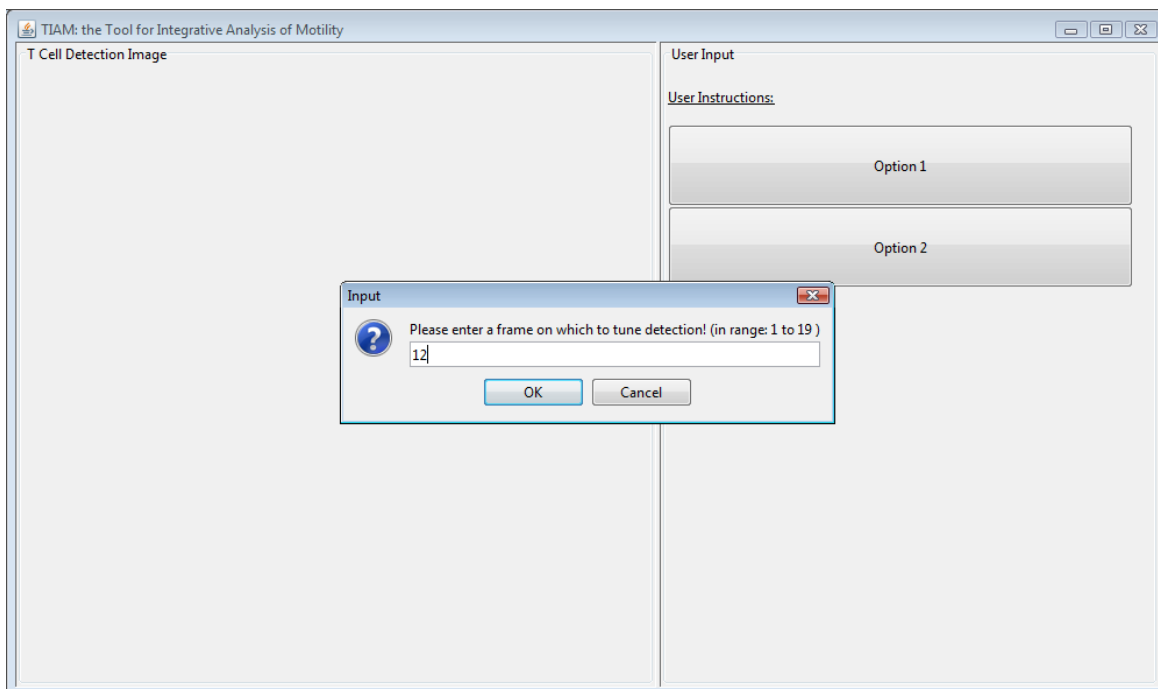 TIAM: the Tool for Integrative Analysis of Motility
T Cell Detection Image
User Input
User Instructions:
Option 1
Option 2
Input
Please enter a frame on which to tune detection! (in range: 1 to 19 )
12
OK
Cancel